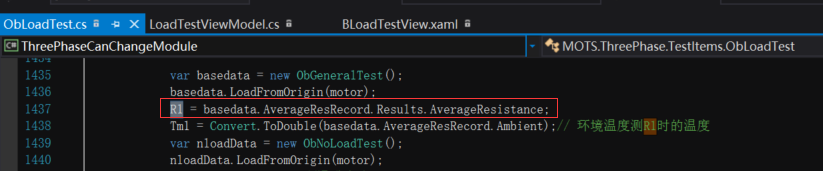 ObLoadTest.cs LoadTestViewModel.cs BLoadTestView.xaml
ThreePhaseCanChangeModule MOTS.ThreePhase.TestItems.ObLoadTest
1434
1435 var basedata = new ObGeneralTest();
1436 basedata.LoadFromOrigin(motor);
1437 R1 = basedata.AverageResRecord.Results.AverageResistance;
1438 Tm1 = Convert.ToDouble(basedata.AverageResRecord.Ambient);// 环境温度测R1时的温度
1439 var nloadData = new ObNoLoadTest();
1440 nloadData.LoadFromOrigin(motor);